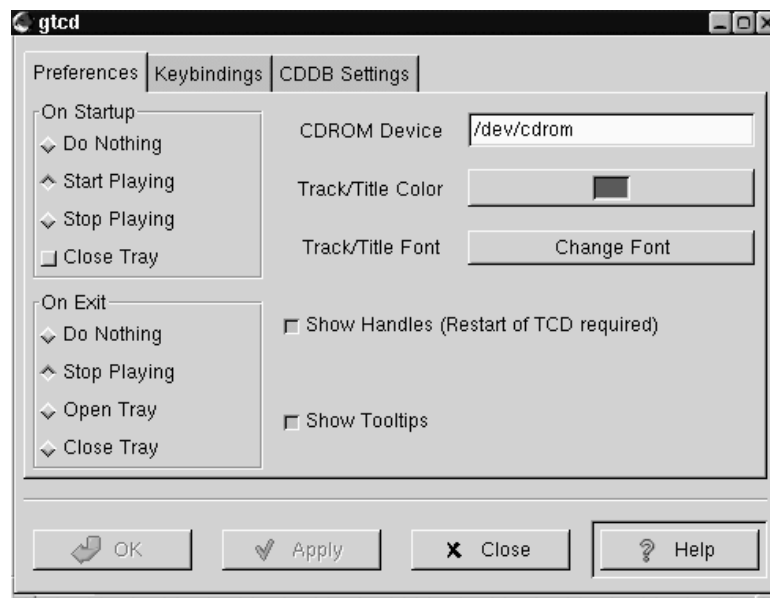 gtcd
Preferences Keybindings CDDB Settings
On Startup
Do Nothing
Start Playing
Stop Playing
Close Tray
On Exit
Do Nothing
Stop Playing
Open Tray
Close Tray
CDROM Device /dev/cdrom
Track/Title Color
Track/Title Font Change Font
Show Handles (Restart of TCD required)
Show Tooltips
OK Apply Close Help